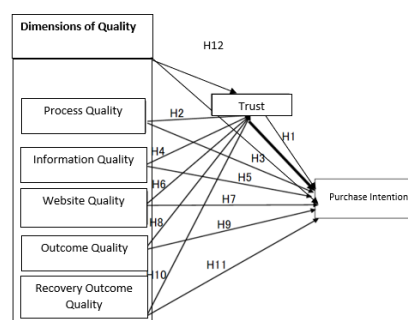 Dimensions of Quality
H12
Trust
Process Quality
H2
H1
H3
Information Quality
H4
H5
H6
Website Quality
H7
Purchase Intention
H8
H9
Outcome Quality
H10
H11
Recovery Outcome
Quality